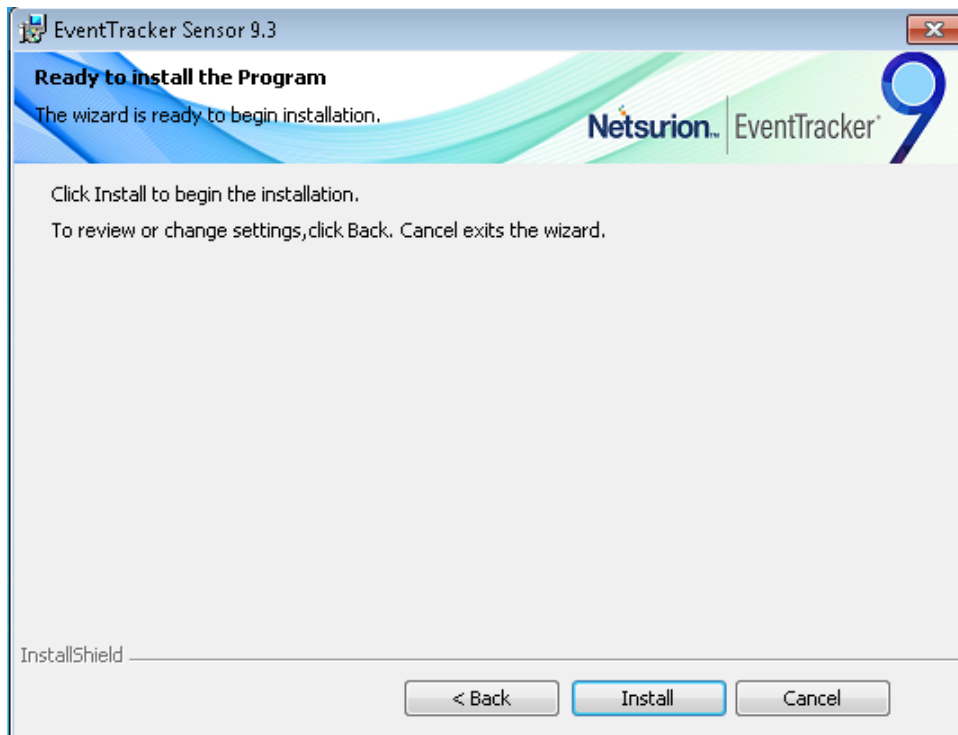 EventTracker Sensor 9.3
Ready to install the Program
The wizard is ready to begin installation.
Netsurion™ EventTracker® 9
Click Install to begin the installation.
To review or change settings,click Back. Cancel exits the wizard.
InstallShield
< Back Install Cancel